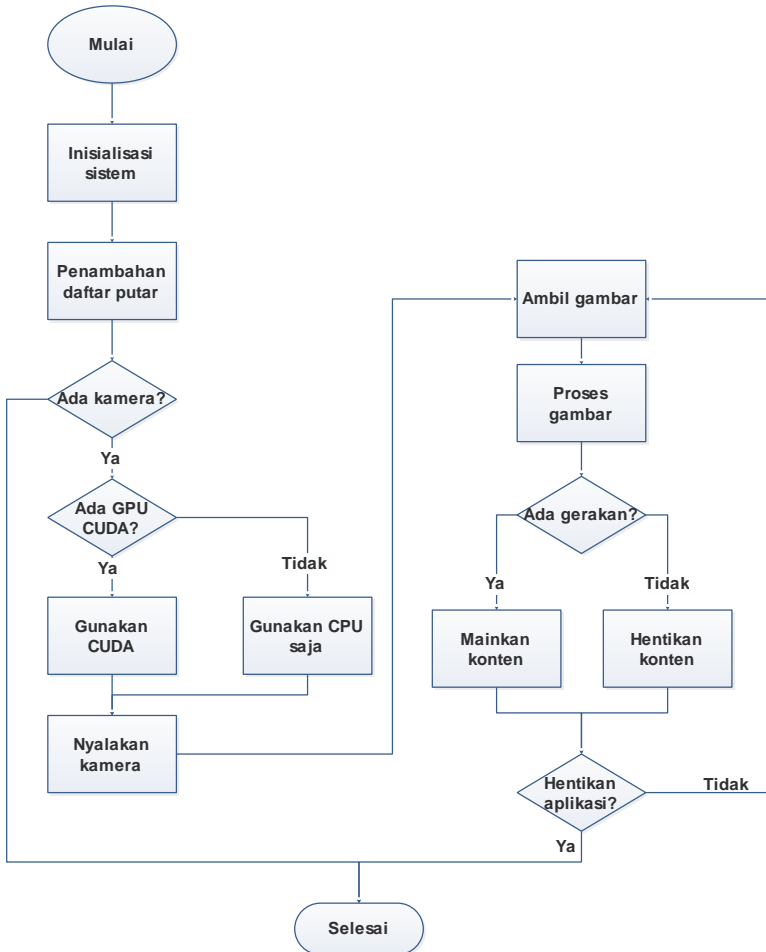 Mulai
Inisialisasi
sistem
Penambahan
daftar putar
Ada kamera?
Ya
Ada GPU
CUDA?
Ya
Tidak
Gunakan
CUDA
Gunakan CPU
saja
Nyalakan
kamera
Ambil gambar
Proses
gambar
Ada gerakan?
Ya
Tidak
Mainkan
konten
Hentikan
konten
Hentikan
aplikasi?
Tidak
Ya
Selesai